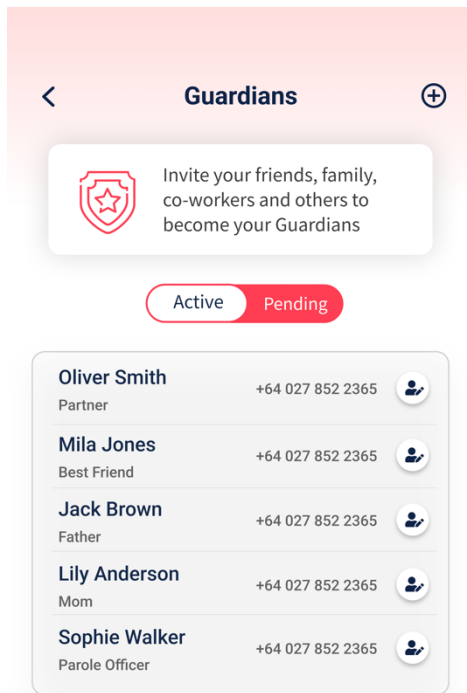 Guardians
Invite your friends, family,
co-workers and others to
become your Guardians
Active
Pending
Oliver Smith
Partner
+64 027 852 2365
Mila Jones
Best Friend
+64 027 852 2365
Jack Brown
Father
+64 027 852 2365
Lily Anderson
Mom
+64 027 852 2365
Sophie Walker
Parole Officer
+64 027 852 2365